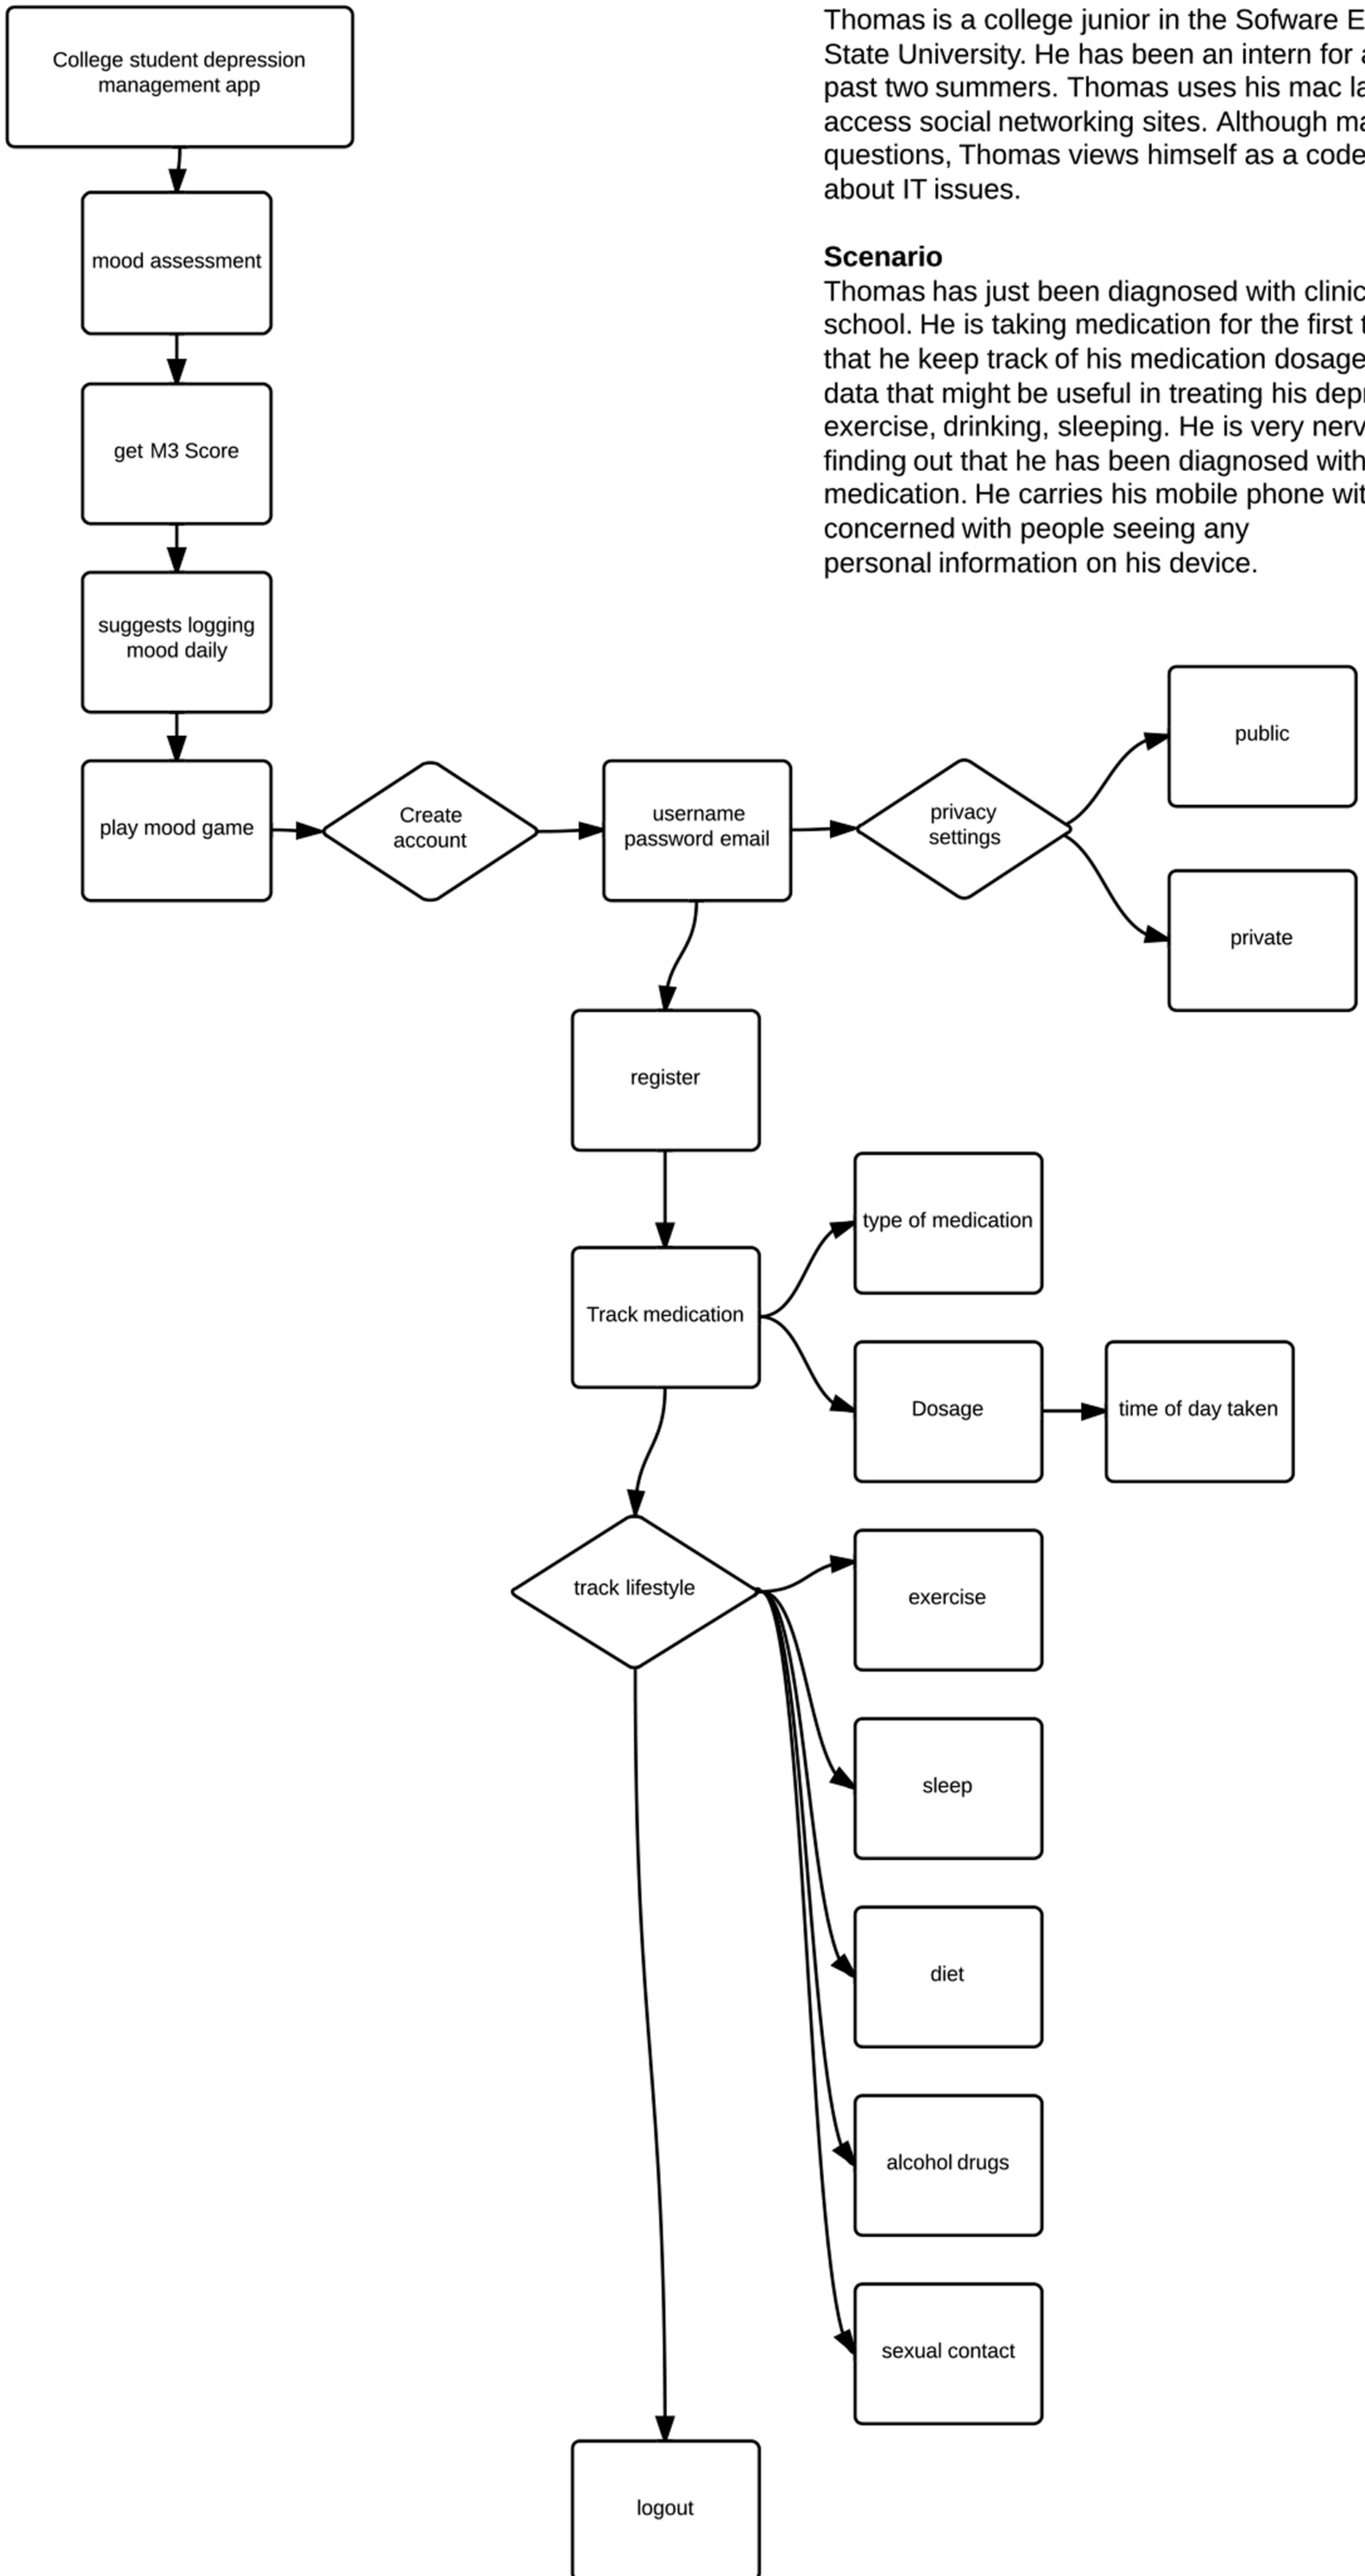 Thomas is a college junior in the Sofware E
State University. He has been an intern for a
past two summers. Thomas uses his mac la
access social networking sites. Although ma
questions, Thomas views himself as a code
about IT issues.
Scenario
Thomas has just been diagnosed with clinic
school. He is taking medication for the first t
that he keep track of his medication dosage
data that might be useful in treating his depr
exercise, drinking, sleeping. He is very nerv
finding out that he has been diagnosed with
medication. He carries his mobile phone wit
concerned with people seeing any
personal information on his device.
College student depression
management app
mood assessment
get M3 Score
suggests logging
mood daily
play mood game
Create
account
username
password email
privacy
settings
public
private
register
Track medication
type of medication
Dosage
time of day taken
track lifestyle
exercise
sleep
diet
alcohol drugs
sexual contact
logout